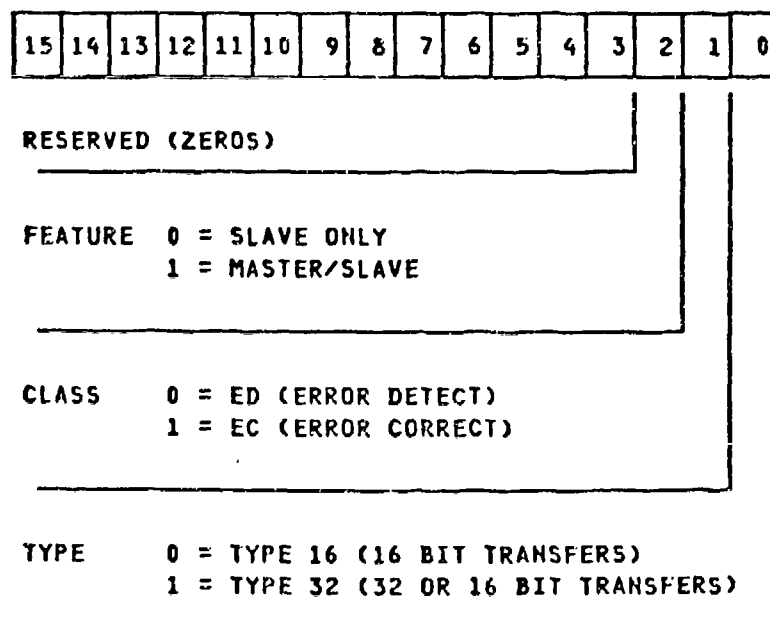 15 14 13 12 11 10 9 8 7 6 5 4 3 2 1 0
RESERVED (ZEROS)
FEATURE 0 = SLAVE ONLY
1 = MASTER/SLAVE
CLASS 0 = ED (ERROR DETECT)
1 = EC (ERROR CORRECT)
TYPE 0 = TYPE 16 (16 BIT TRANSFERS)
1 = TYPE 32 (32 OR 16 BIT TRANSFERS)